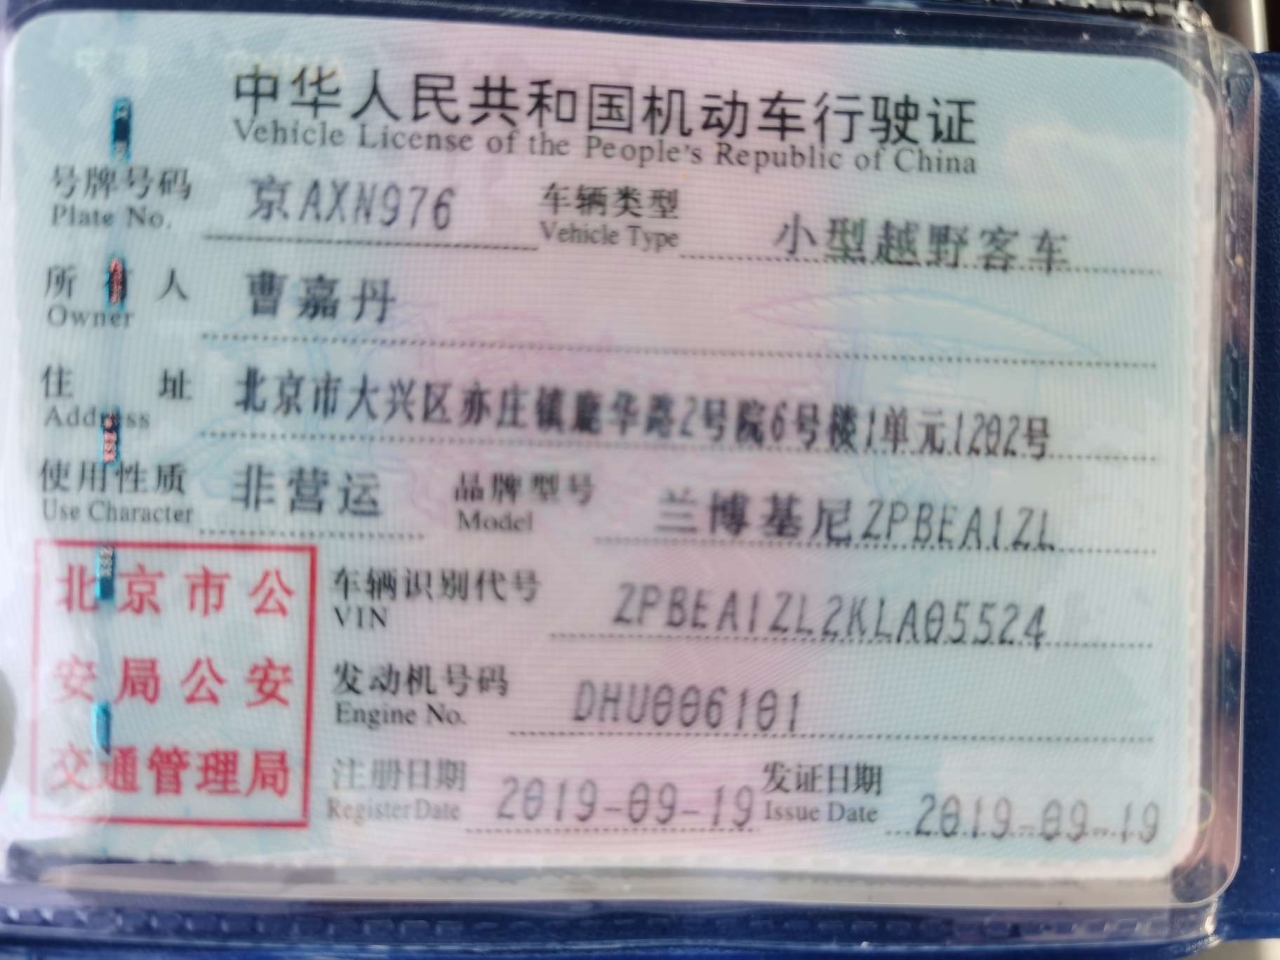 中华人民共和国机动车行驶证
Vehicle License of the People's Republic of China
号牌号码 京AXN976 车辆类型 小型越野客车
Plate No. Vehicle Type
所有人 曹嘉丹
Owner
住址 北京市大兴区亦庄镇鹿华路2号院6号楼1单元1202号
Address
使用性质 非营运 品牌型号 兰博基尼ZPBEA1ZL
Use Character Model
北京市公
安局公安
交通管理局
车辆识别代号 ZPBEA1ZL2KLA05524
VIN
发动机号码 DHU006101
Engine No.
注册日期 2019-09-19 发证日期 2019-09-19
Register Date Issue Date